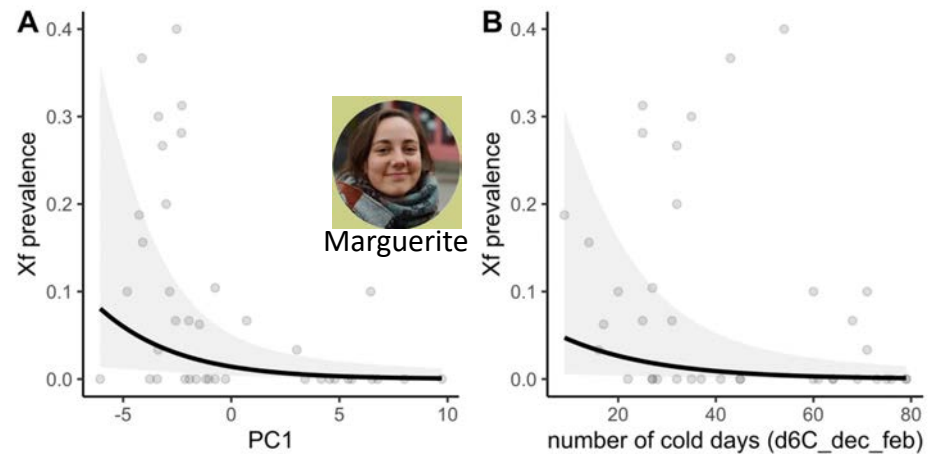 A
Xf prevalence
0.4
0.3
0.2
0.1
0.0
-5 0 5 10
PC1
Marguerite
B
Xf prevalence
0.4
0.3
0.2
0.1
0.0
20 40 60 80
number of cold days (d6C_dec_feb)